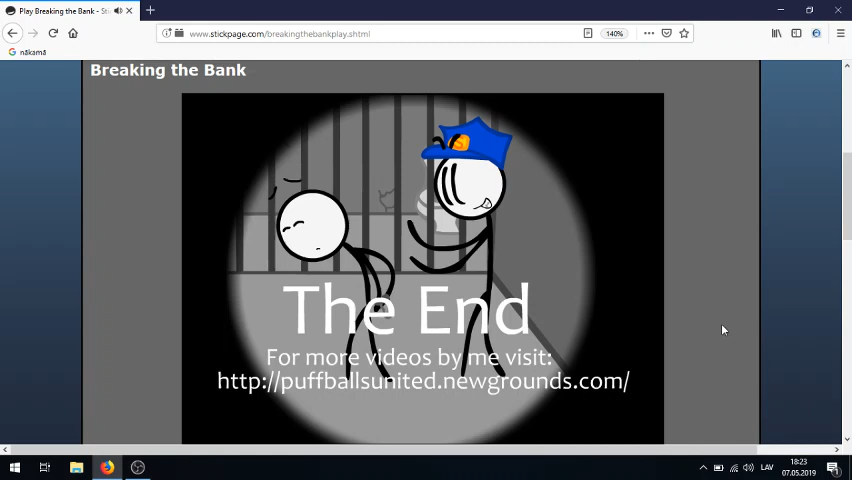 Play Breaking the Bank - Sti
www.stickpage.com/breakingthebankplay.shtml
140%
nākamā
Breaking the Bank
The End
For more videos by me visit:
http://puffballsunited.newgrounds.com/
LAV
18:23
07.05.2019